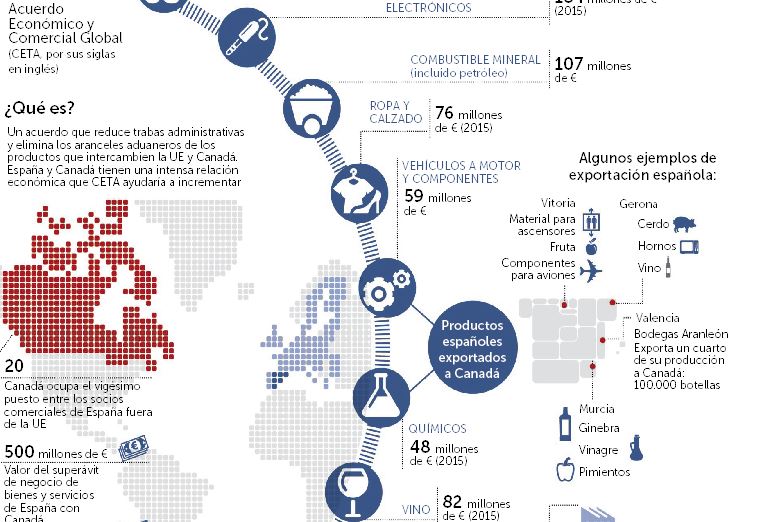 Acuerdo
Económico y
Comercial Global
(CETA, por sus siglas
en inglés)
¿Qué es?
Un acuerdo que reduce trabas administrativas
y elimina los aranceles aduaneros de los
productos que intercambien la UE y Canadá.
España y Canadá tienen una intensa relación
económica que CETA ayudaría a incrementar
20
Canadá ocupa el vigésimo
puesto entre los socios
comerciales de España fuera
de la UE
500 millones de €
Valor del superávit
de negocio de
bienes y servicios
de España con
Canadá
ELECTRÓNICOS
millones de €
(2015)
COMBUSTIBLE MINERAL
(incluido petróleo)
107 millones
de €
ROPA Y
CALZADO
76 millones
de € (2015)
VEHÍCULOS A MOTOR
Y COMPONENTES
59 millones
de €
Productos
españoles
exportados
a Canadá
QUÍMICOS
48 millones
de € (2015)
VINO
82 millones
de € (2015)
Algunos ejemplos de
exportación española:
Vitoria
Material para
ascensores
Fruta
Componentes
para aviones
Gerona
Cerdo
Hornos
Vino
Valencia
Bodegas Aranleón
Exporta un cuarto
de su producción
a Canadá:
100.000 botellas
Murcia
Ginebra
Vinagre
Pimientos